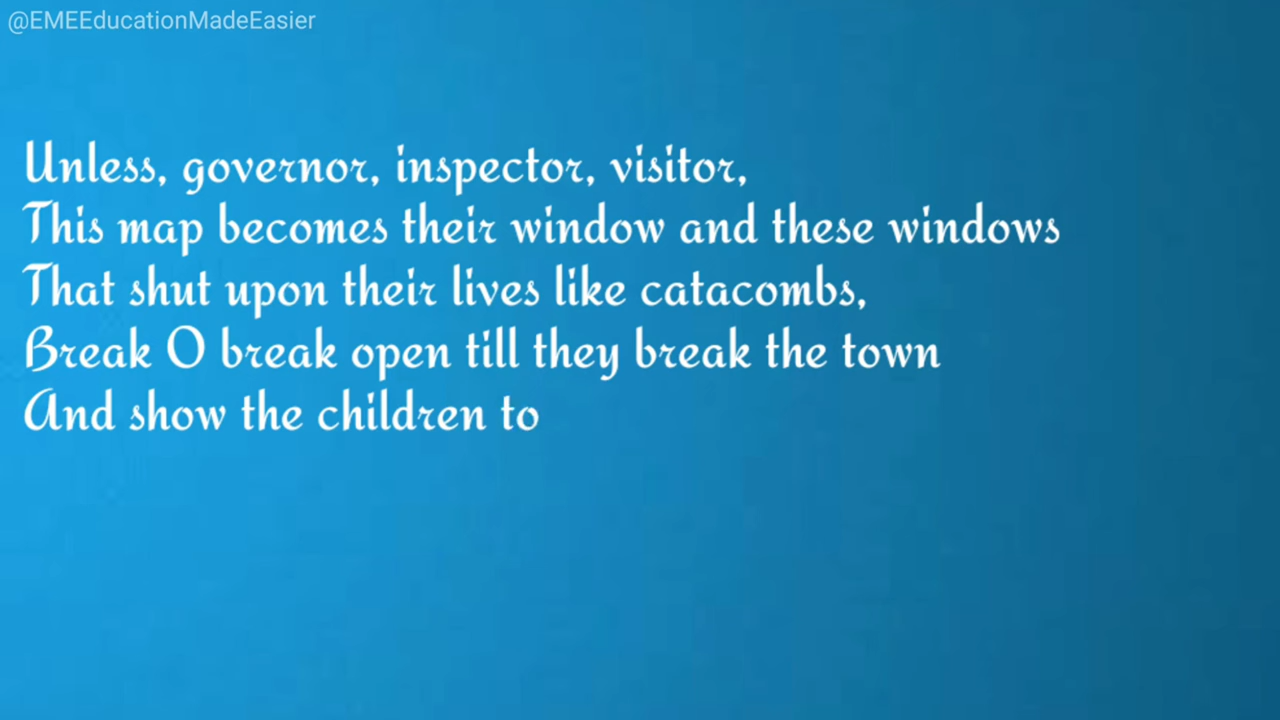 @EMEEducationMadeEasier
Unless, governor, inspector, visitor,
This map becomes their window and these windows
That shut upon their lives like catacombs,
Break O break open till they break the town
And show the children to